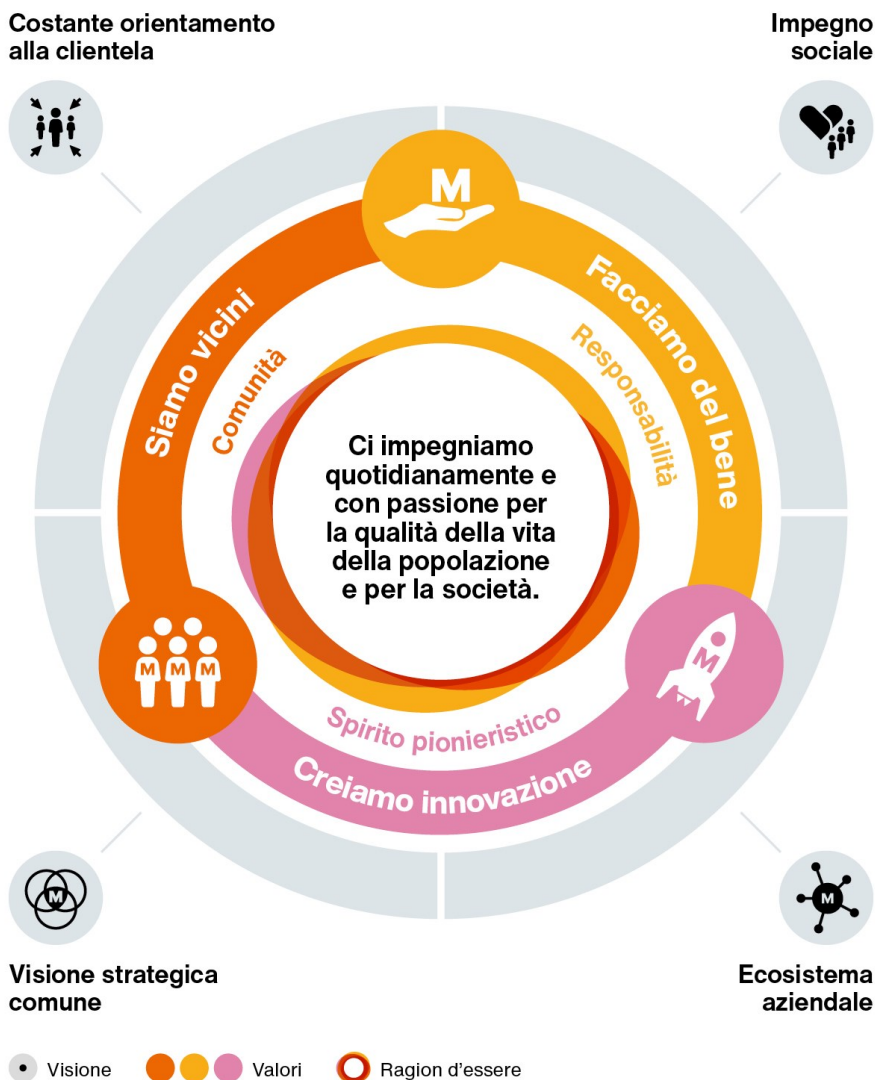 Costante orientamento
alla clientela
Impegno
sociale
M
Siamo vicini
Facciamo del bene
Comunità
Responsabilità
Ci impegniamo
quotidianamente e
con passione per
la qualità della vita
della popolazione
e per la società.
M M M
M
Spirito pionieristico
Creiamo innovazione
M
M
Visione strategica
comune
Ecosistema
aziendale
Visione
Valori
Ragion d’essere